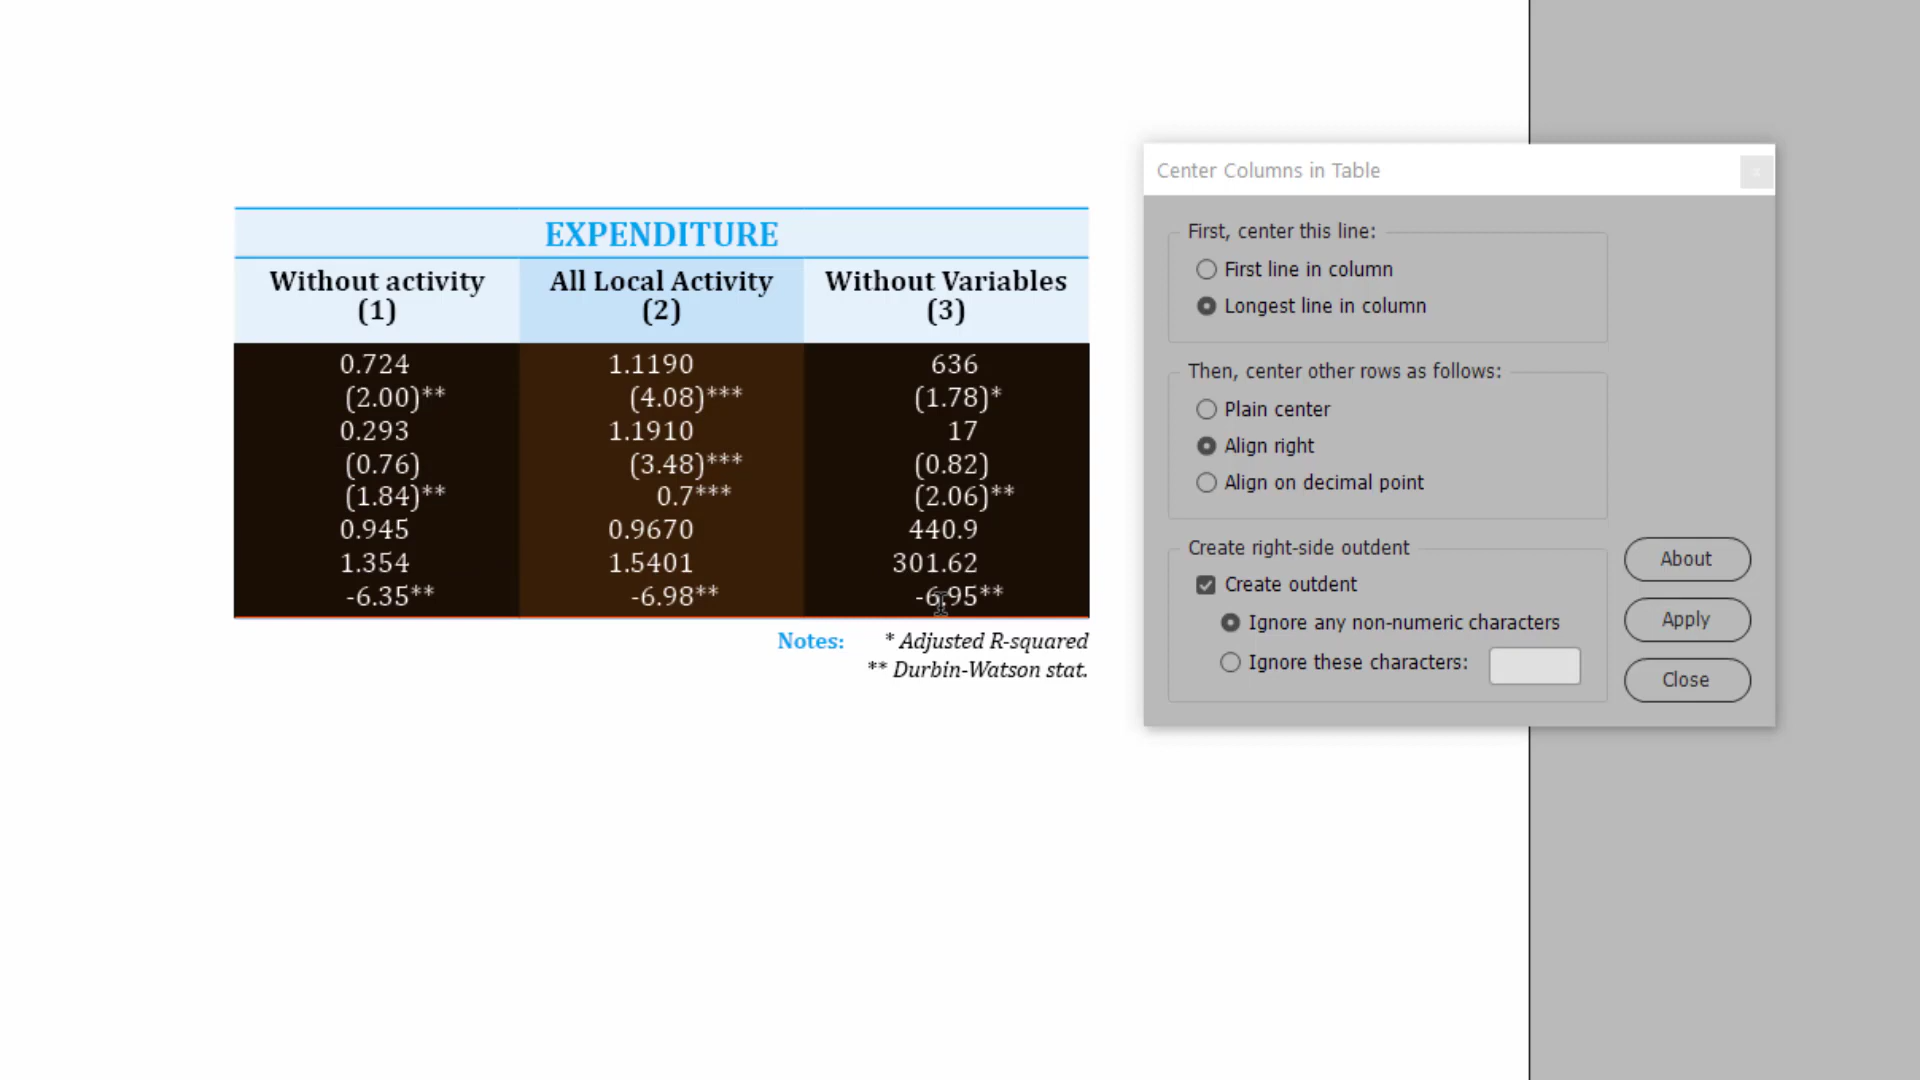 EXPENDITURE
Without activity All Local Activity Without Variables
(1) (2) (3)
0.724 1.1190 636
(2.00)** (4.08)*** (1.78)*
0.293 1.1910 17
(0.76) (3.48)*** (0.82)
(1.84)** 0.7*** (2.06)**
0.945 0.9670 440.9
1.354 1.5401 301.62
-6.35** -6.98** -6.95**
Notes: * Adjusted R-squared
** Durbin-Watson stat.
Center Columns in Table
x
First, center this line:
First line in column
Longest line in column
Then, center other rows as follows:
Plain center
Align right
Align on decimal point
Create right-side outdent
Create outdent
Ignore any non-numeric characters
Ignore these characters:
About
Apply
Close